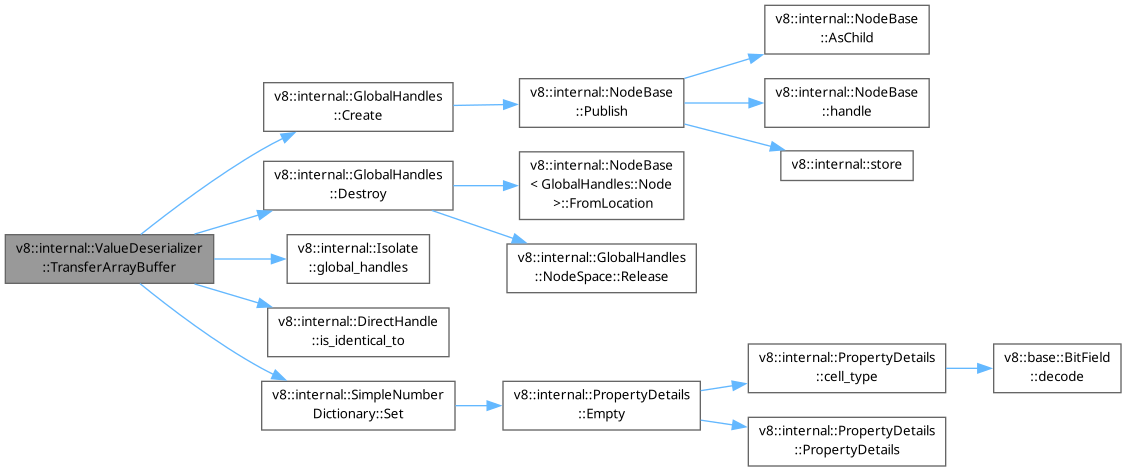 v8::internal::ValueDeserializer
::TransferArrayBuffer
v8::internal::GlobalHandles
::Create
v8::internal::NodeBase
::Publish
v8::internal::NodeBase
::AsChild
v8::internal::NodeBase
::handle
v8::internal::store
v8::internal::GlobalHandles
::Destroy
v8::internal::NodeBase
< GlobalHandles::Node
>::FromLocation
v8::internal::GlobalHandles
::NodeSpace::Release
v8::internal::Isolate
::global_handles
v8::internal::DirectHandle
::is_identical_to
v8::internal::SimpleNumber
Dictionary::Set
v8::internal::PropertyDetails
::Empty
v8::internal::PropertyDetails
::cell_type
v8::base::BitField
::decode
v8::internal::PropertyDetails
::PropertyDetails